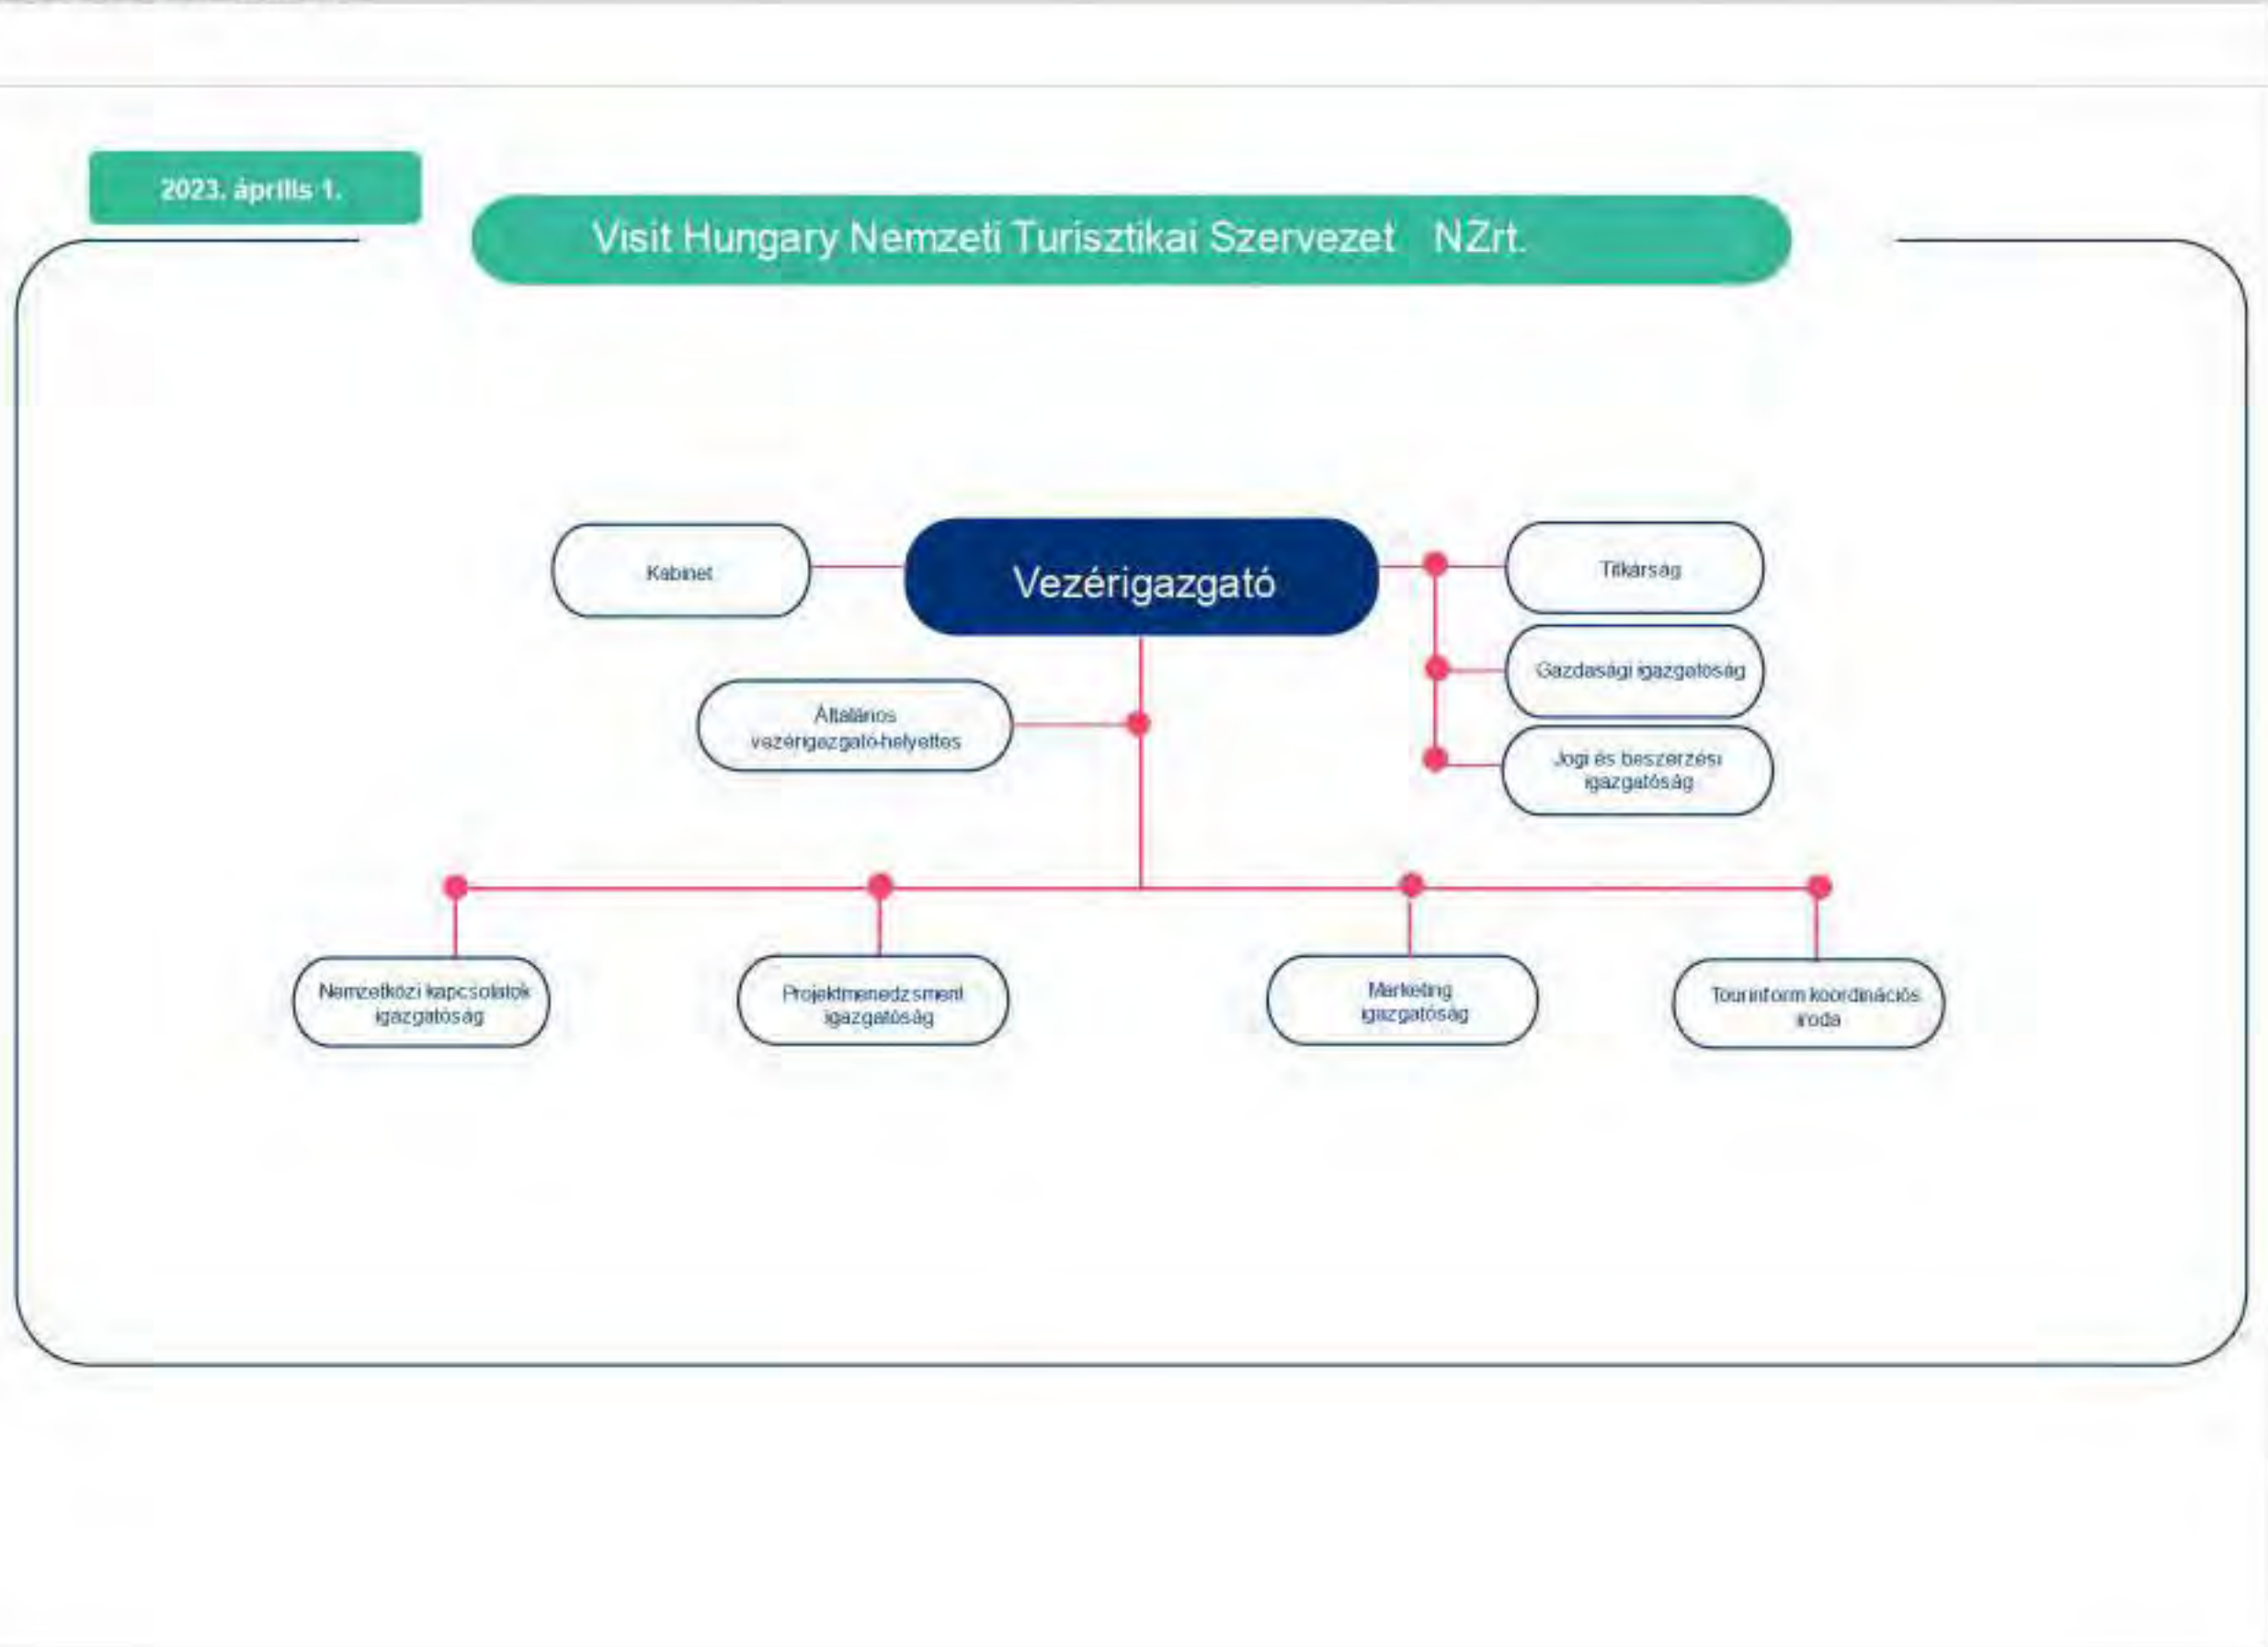 2023. április 1.
Visit Hungary Nemzeti Turisztikai Szervezet NZrt.
Kabinet
Vezérigazgató
Titkárság
Gazdasági igazgatóság
Általános
vezérigazgató-helyettes
Jogi és beszerzési
igazgatóság
Nemzetközi kapcsolatok
igazgatóság
Projektmenedzsment
igazgatóság
Marketing
igazgatóság
Tourinform koordinációs
iroda